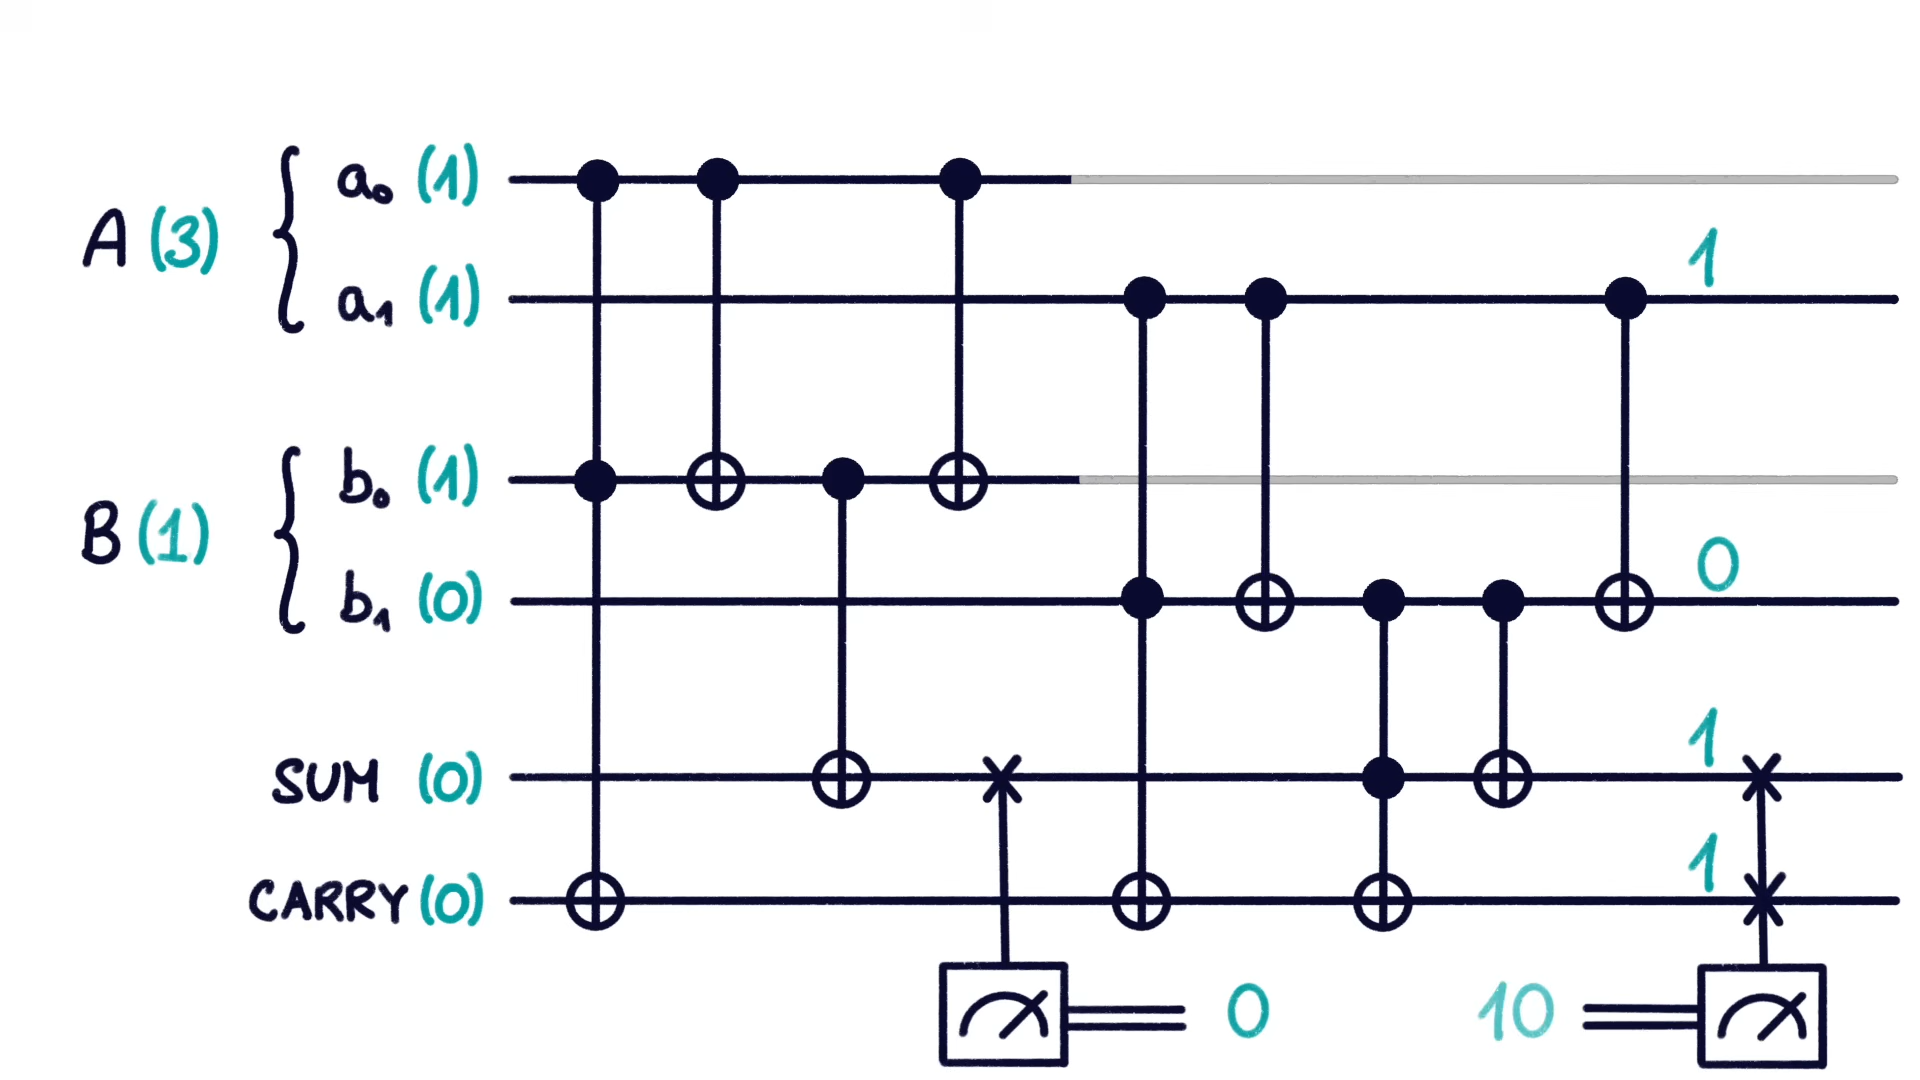 a₀ (1)
A (3)
a₁ (1)
1
b₀ (1)
B (1)
b₁ (0)
0
SUM (0)
1
CARRY (0)
1
0
10